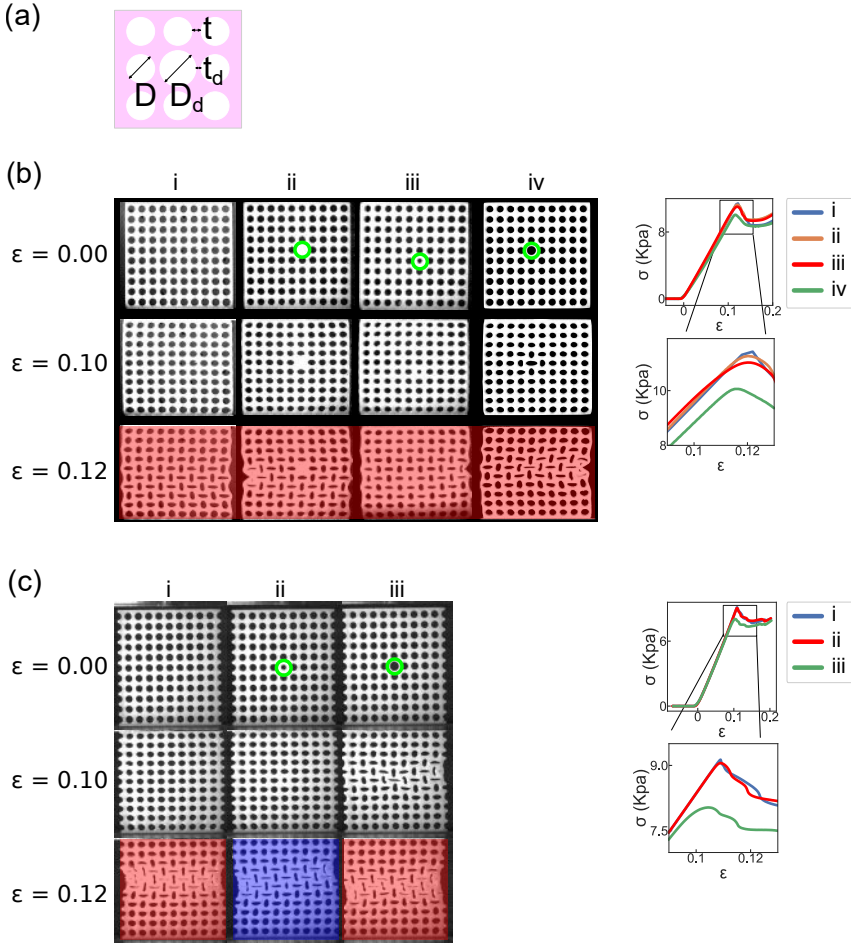 (a)
t
t_d
D D_d
(b)
i ii iii iv
ε = 0.00
ε = 0.10
ε = 0.12
σ (Kpa)
8
0
0 0.1 0.2
ε
i
ii
iii
iv
σ (Kpa)
10
8
0.1 0.12
ε
(c)
i ii iii
ε = 0.00
ε = 0.10
ε = 0.12
σ (Kpa)
6
0
0 0.1 0.2
ε
i
ii
iii
σ (Kpa)
9.0
7.5
0.1 0.12
ε